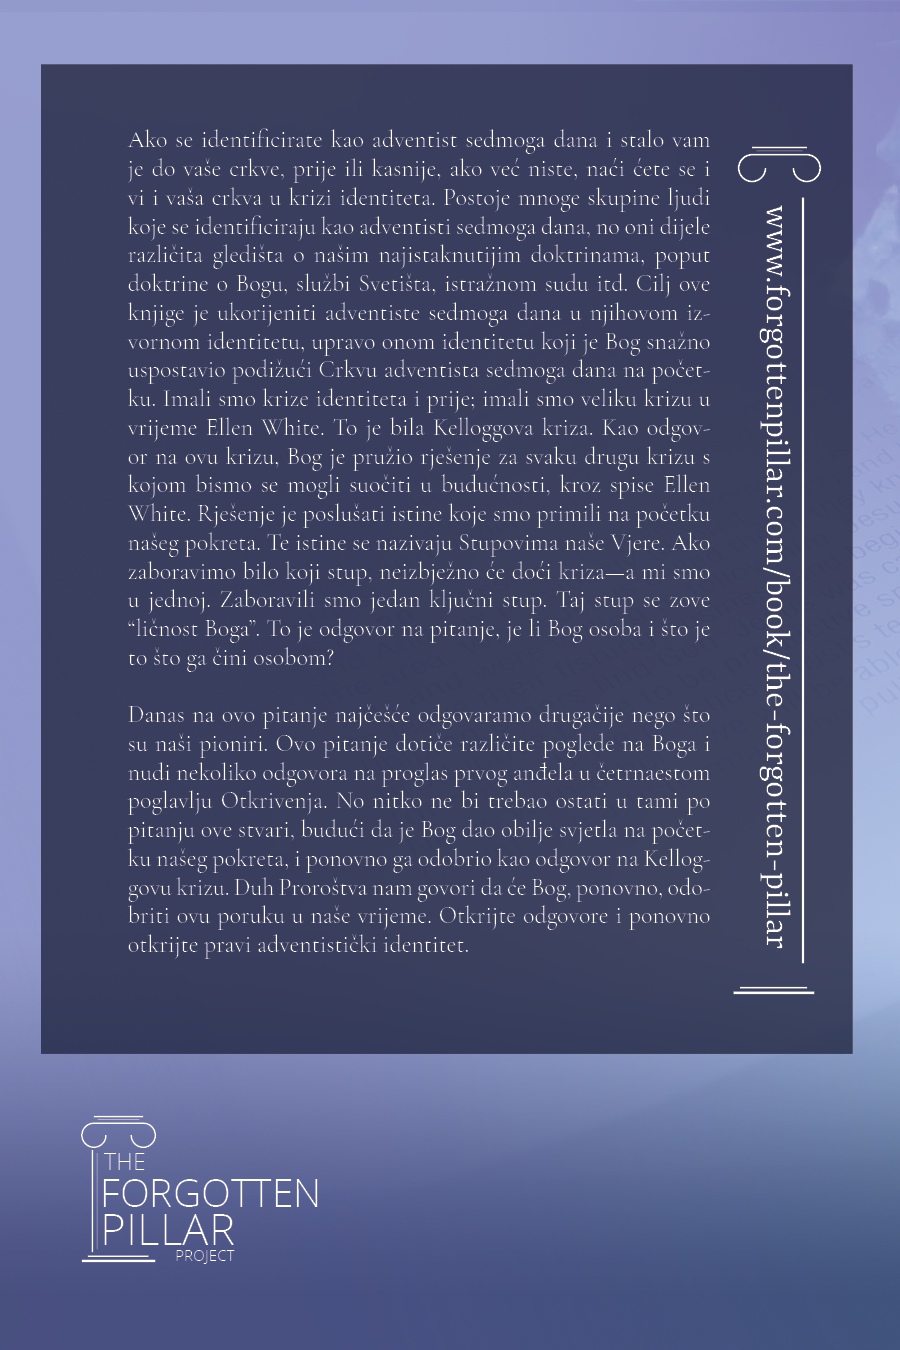 Ako se identificirate kao adventist sedmoga dana i stalo vam
je do vaše crkve, prije ili kasnije, ako već niste, naći ćete se i
vi i vaša crkva u krizi identiteta. Postoje mnoge skupine ljudi
koje se identificiraju kao adventisti sedmoga dana, no oni dijele
različita gledišta o našim najistaknutijim doktrinama, poput
doktrine o Bogu, službi Svetišta, istražnom sudu itd. Cilj ove
knjige je ukorijeniti adventiste sedmoga dana u njihovom iz-
vornom identitetu, upravo onom identitetu koji je Bog snažno
uspostavio podižući Crkvu adventista sedmoga dana na počet-
ku. Imali smo krize identiteta i prije; imali smo veliku krizu u
vrijeme Ellen White. To je bila Kelloggova kriza. Kao odgov-
or na ovu krizu, Bog je pružio rješenje za svaku drugu krizu s
kojom bismo se mogli suočiti u budućnosti, kroz spise Ellen
White. Rješenje je poslušati istine koje smo primili na početku
našeg pokreta. Te istine se nazivaju Stupovima naše Vjere. Ako
zaboravimo bilo koji stup, neizbježno će doći kriza—a mi smo
u jednoj. Zaboravili smo jedan ključni stup. Taj stup se zove
“ličnost Boga”. To je odgovor na pitanje, je li Bog osoba i što je
to što ga čini osobom?
Danas na ovo pitanje najčešće odgovaramo drugačije nego što
su naši pioniri. Ovo pitanje dotiče različite poglede na Boga i
nudi nekoliko odgovora na proglas prvog anđela u četrnaestom
poglavlju Otkrivenja. No nitko ne bi trebao ostati u tami po
pitanju ove stvari, budući da je Bog dao obilje svjetla na počet-
ku našeg pokreta, i ponovno ga odobrio kao odgovor na Kellog-
govu krizu. Duh Proroštva nam govori da će Bog, ponovno, odo-
briti ovu poruku u naše vrijeme. Otkrijte odgovore i ponovno
otkrijte pravi adventistički identitet.
www.forgottenpillar.com/book/the-forgotten-pillar
THE
FORGOTTEN
PILLAR
PROJECT